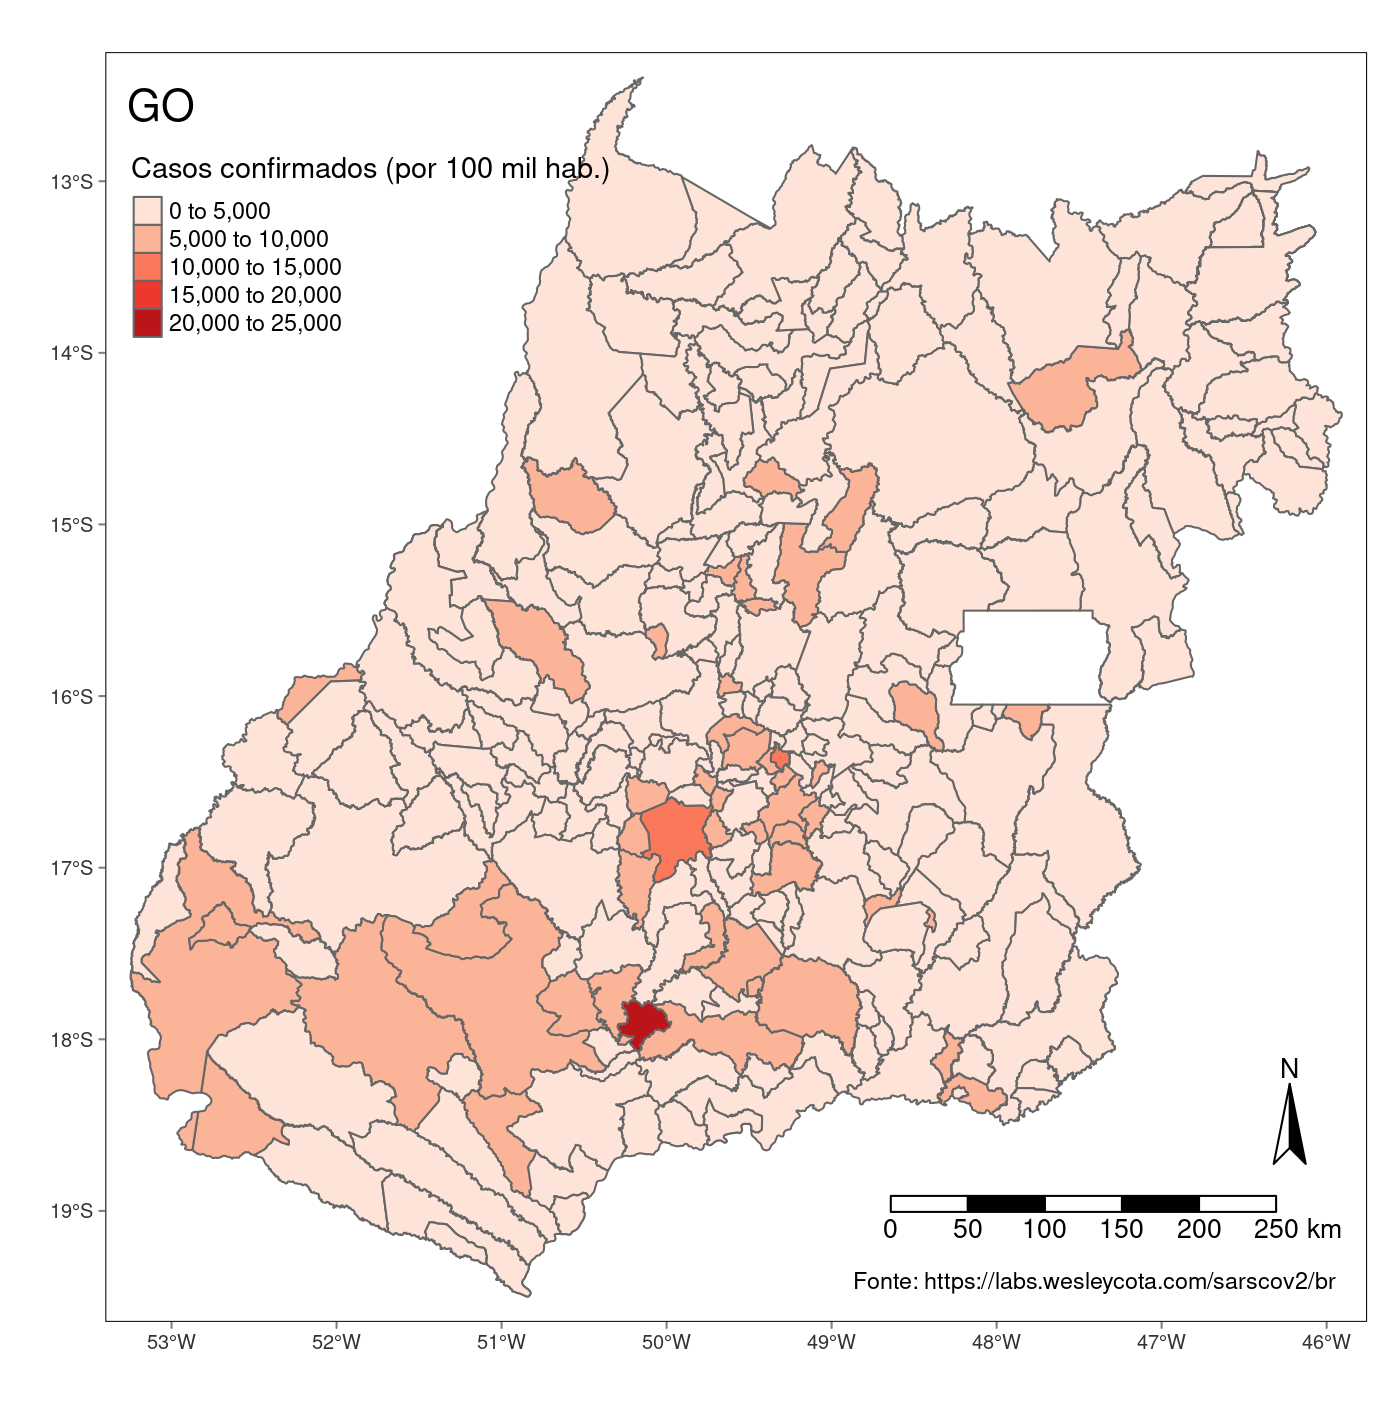 GO
Casos confirmados (por 100 mil hab.)
0 to 5,000
5,000 to 10,000
10,000 to 15,000
15,000 to 20,000
20,000 to 25,000
13°S
14°S
15°S
16°S
17°S
18°S
19°S
N
0 50 100 150 200 250 km
Fonte: https://labs.wesleycota.com/sarscov2/br
53°W 52°W 51°W 50°W 49°W 48°W 47°W 46°W